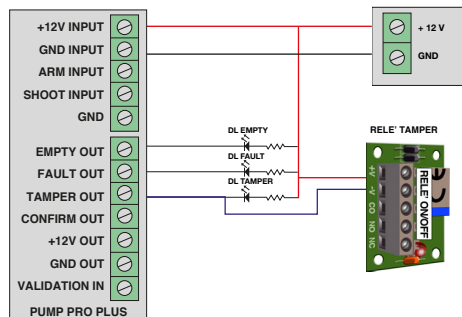 +12V INPUT
GND INPUT
ARM INPUT
SHOOT INPUT
GND
EMPTY OUT
FAULT OUT
TAMPER OUT
CONFIRM OUT
+12V OUT
GND OUT
VALIDATION IN
PUMP PRO PLUS
+ 12 V
GND
DL EMPTY
DL FAULT
DL TAMPER
RELE' TAMPER
+V
-V
CO
NO
NC
RELE' ON/OFF